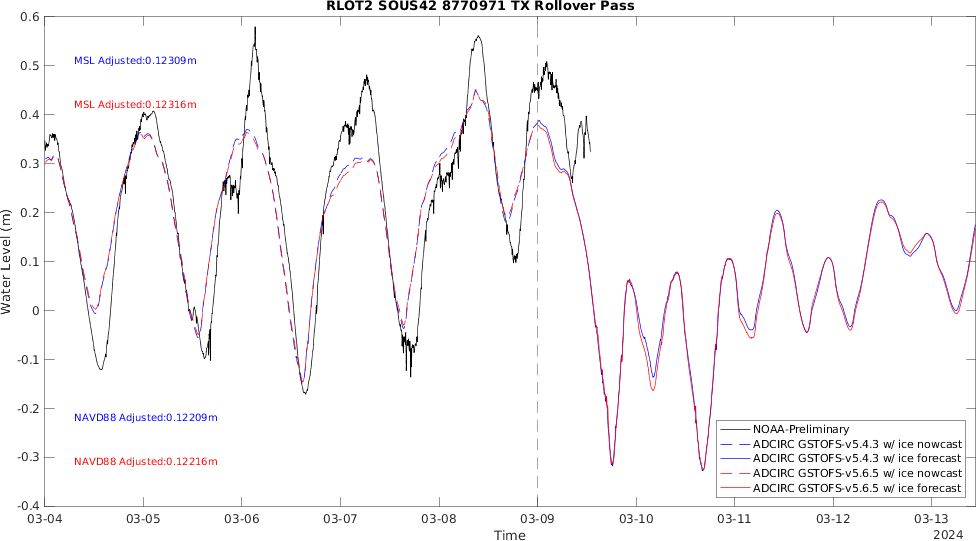 RLOT2 SOUS42 8770971 TX Rollover Pass
0.6
0.5
0.4
0.3
0.2
0.1
0
-0.1
-0.2
-0.3
-0.4
Water Level (m)
MSL Adjusted:0.12309m
MSL Adjusted:0.12316m
NAVD88 Adjusted:0.12209m
NAVD88 Adjusted:0.12216m
NOAA-Preliminary
ADCIRC GSTOFS-v5.4.3 w/ ice nowcast
ADCIRC GSTOFS-v5.4.3 w/ ice forecast
ADCIRC GSTOFS-v5.6.5 w/ ice nowcast
ADCIRC GSTOFS-v5.6.5 w/ ice forecast
03-04 03-05 03-06 03-07 03-08 03-09 03-10 03-11 03-12 03-13
Time
2024